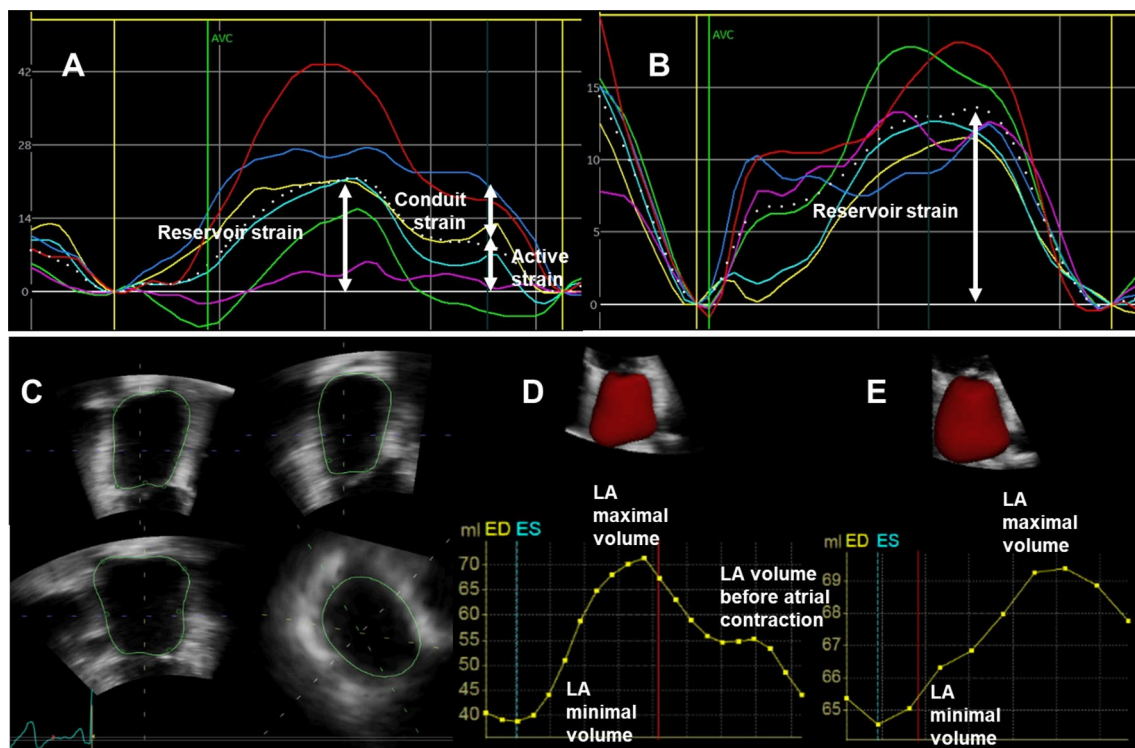 A
AVC
42
28
14
0
Reservoir strain
Conduit
strain
Active
strain
B
AVC
15
10
5
0
Reservoir strain
C
D
LA
maximal
volume
ml ED ES
70
65
60
55
50
45
40
LA volume
before atrial
contraction
LA
minimal
volume
E
LA
maximal
volume
ml ED ES
69
68
67
66
65
LA
minimal
volume